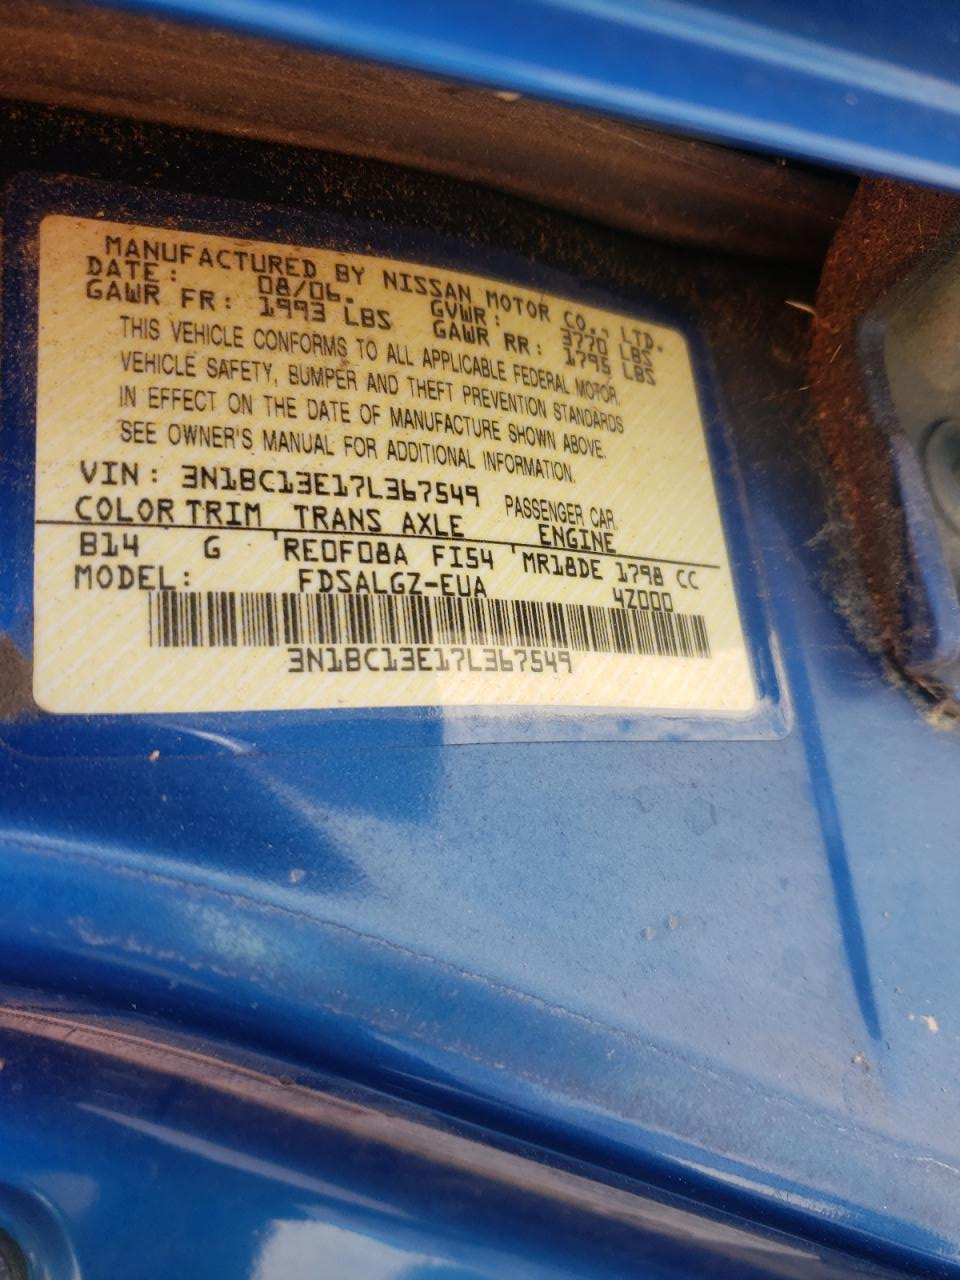 MANUFACTURED BY NISSAN MOTOR CO., LTD.
DATE: 08/06. GVWR: 3770 LBS
GAWR FR: 1993 LBS GAWR RR: 1795 LBS
THIS VEHICLE CONFORMS TO ALL APPLICABLE FEDERAL MOTOR.
VEHICLE SAFETY, BUMPER AND THEFT PREVENTION STANDARDS
IN EFFECT ON THE DATE OF MANUFACTURE SHOWN ABOVE.
SEE OWNER'S MANUAL FOR ADDITIONAL INFORMATION.
VIN: 3N1BC13E17L367549 PASSENGER CAR.
COLOR TRIM TRANS AXLE ENGINE
B14 G 'RE0F08A FI54 'MR18DE 1798 CC
MODEL: FDSALGZ-EUA 4Z000
3N1BC13E17L367549